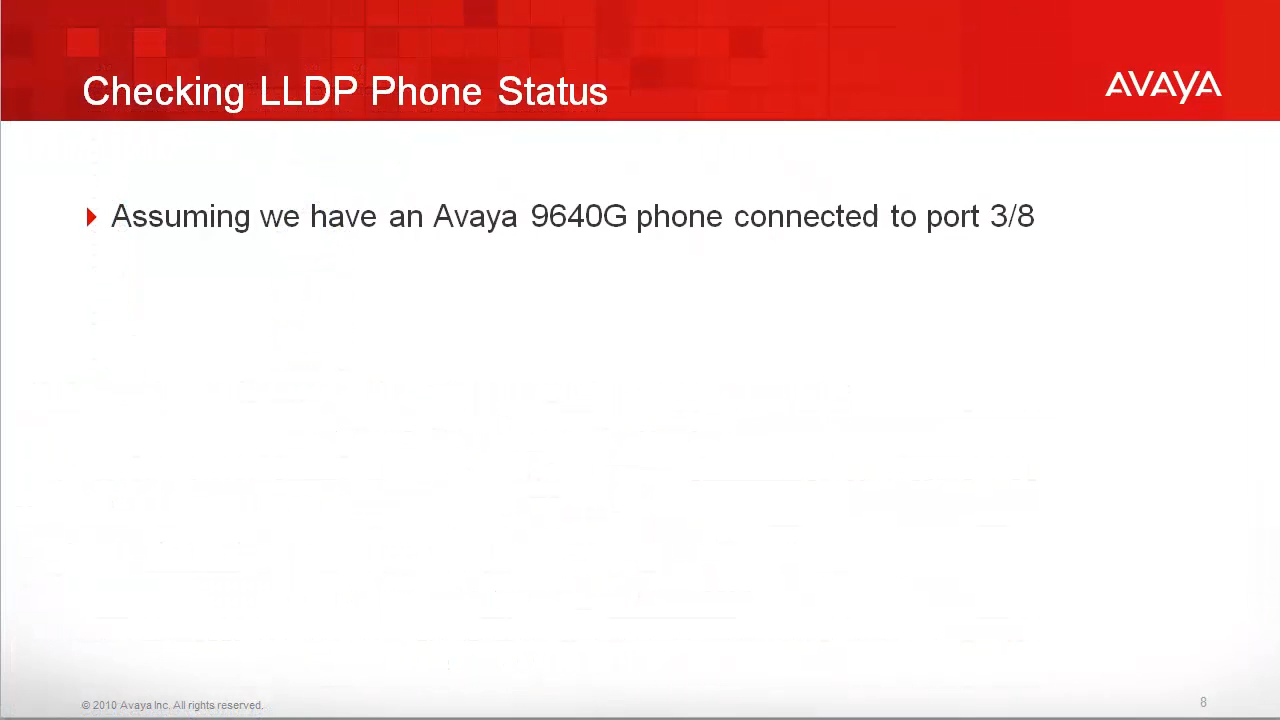 Checking LLDP Phone Status
AVAYA
Assuming we have an Avaya 9640G phone connected to port 3/8
© 2010 Avaya Inc. All rights reserved.
8